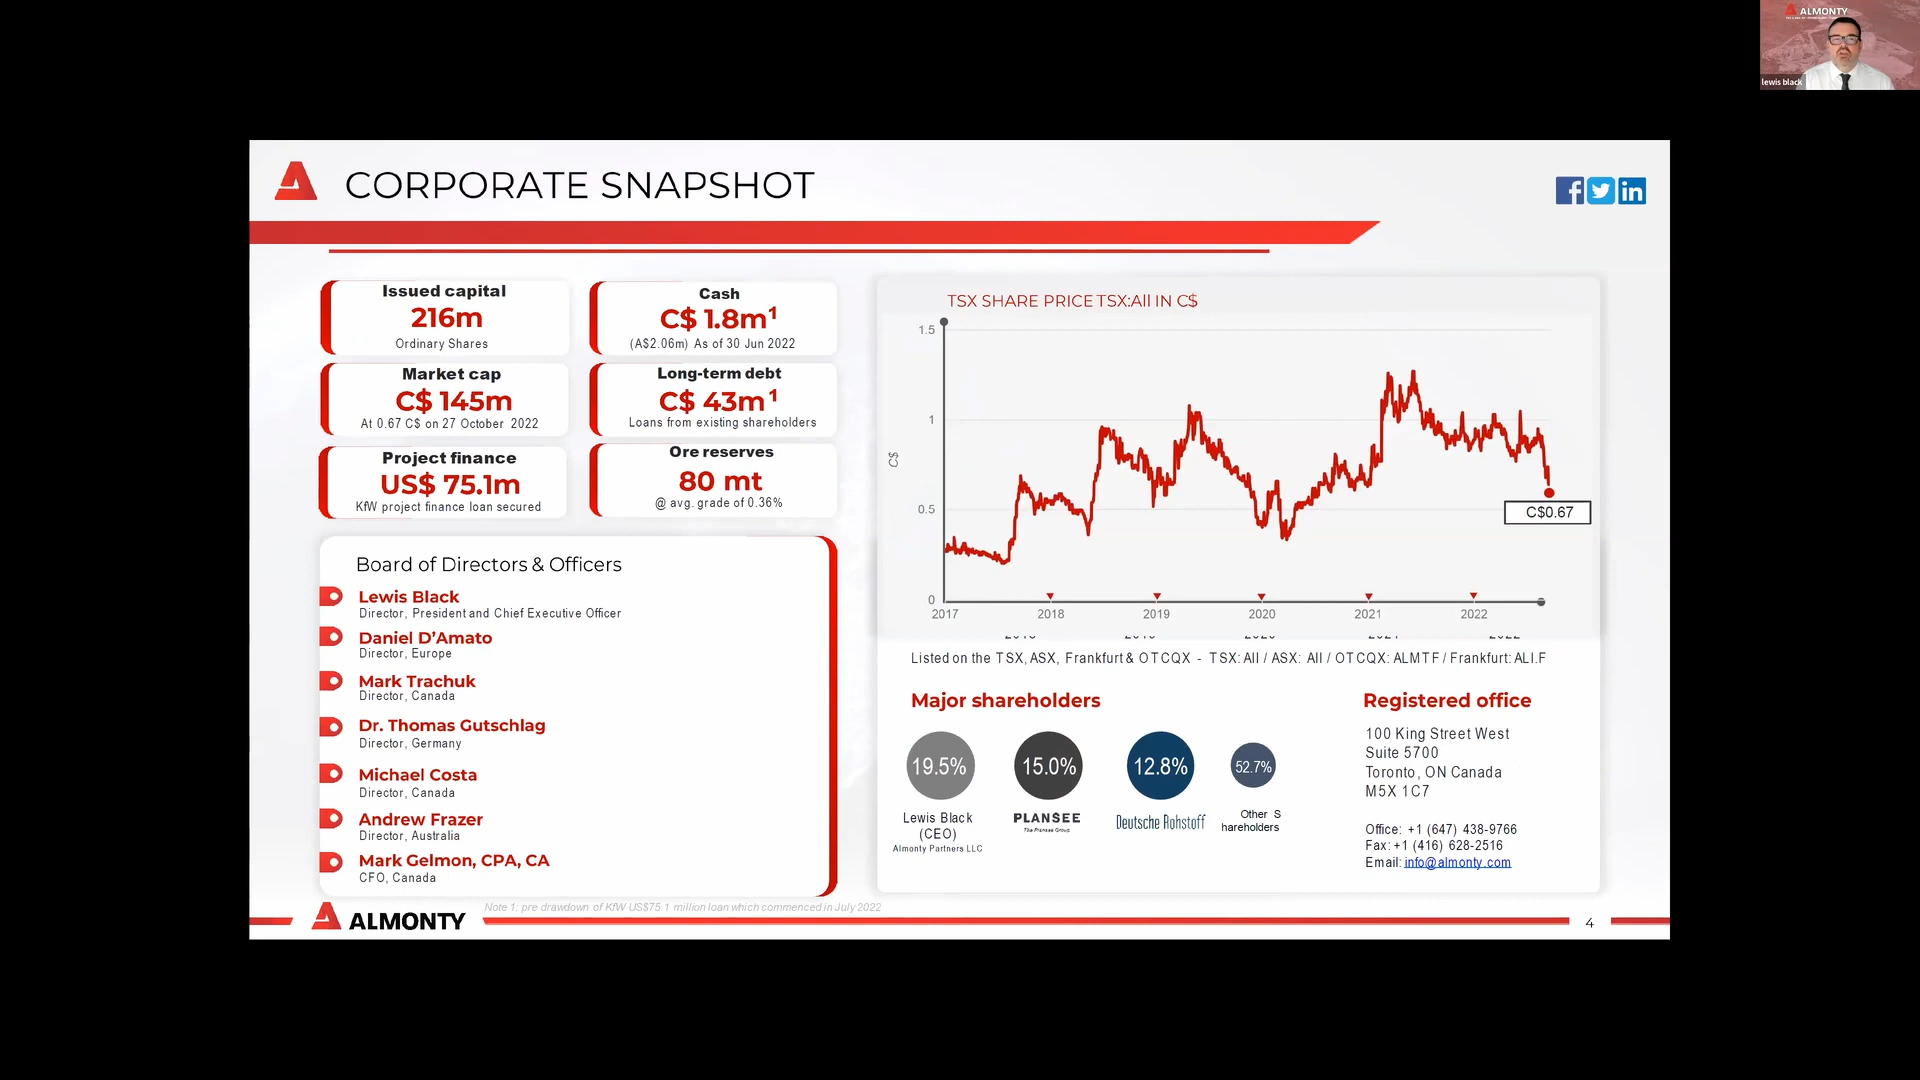 ALMONTY
lewis black
CORPORATE SNAPSHOT
Issued capital
216m
Ordinary Shares
Cash
C$ 1.8m¹
(A$2.06m) As of 30 Jun 2022
Market cap
C$ 145m
At 0.67 C$ on 27 October 2022
Long-term debt
C$ 43m¹
Loans from existing shareholders
Project finance
US$ 75.1m
KfW project finance loan secured
Ore reserves
80 mt
@ avg. grade of 0.36%
Board of Directors & Officers
Lewis Black
Director, President and Chief Executive Officer
Daniel D’Amato
Director, Europe
Mark Trachuk
Director, Canada
Dr. Thomas Gutschlag
Director, Germany
Michael Costa
Director, Canada
Andrew Frazer
Director, Australia
Mark Gelmon, CPA, CA
CFO, Canada
TSX SHARE PRICE TSX:AII IN C$
1.5
1
0.5
0
C$
C$0.67
2017 2018 2019 2020 2021 2022
Listed on the TSX, ASX, Frankfurt & OTCQX - TSX: AII / ASX: AII / OTCQX: ALMTF / Frankfurt: ALI.F
Major shareholders
19.5% 15.0% 12.8% 52.7%
Lewis Black
(CEO)
Almonty Partners LLC
PLANSEE
The Plansee Group
Deutsche Rohstoff
Other S
hareholders
Registered office
100 King Street West
Suite 5700
Toronto, ON Canada
M5X 1C7
Office: +1 (647) 438-9766
Fax: +1 (416) 628-2516
Email: info@almonty.com
Note 1: pre drawdown of KfW US$75.1 million loan which commenced in July 2022
ALMONTY
4